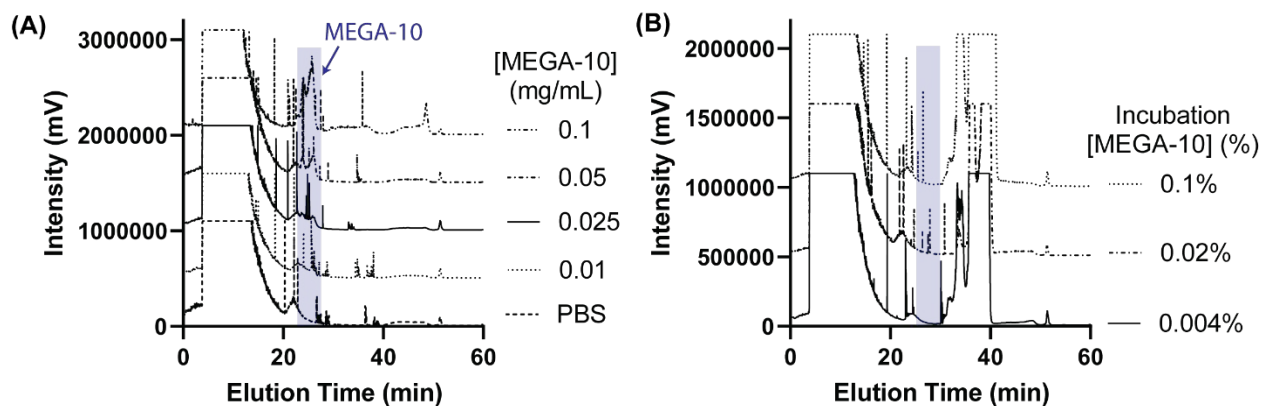 (A)
MEGA-10
Intensity (mV)
3000000
2000000
1000000
0
0
20
40
60
Elution Time (min)
[MEGA-10]
(mg/mL)
0.1
0.05
0.025
0.01
PBS
(B)
Intensity (mV)
2000000
1500000
1000000
500000
0
0
20
40
60
Elution Time (min)
Incubation
[MEGA-10] (%)
0.1%
0.02%
0.004%